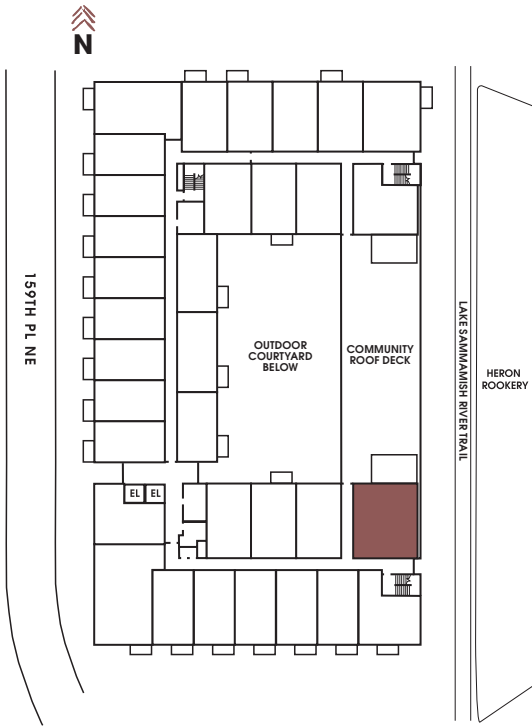 N
159TH PL NE
OUTDOOR
COURTYARD
BELOW
COMMUNITY
ROOF DECK
LAKE SAMMAMISH RIVER TRAIL
HERON
ROOKERY
EL
EL